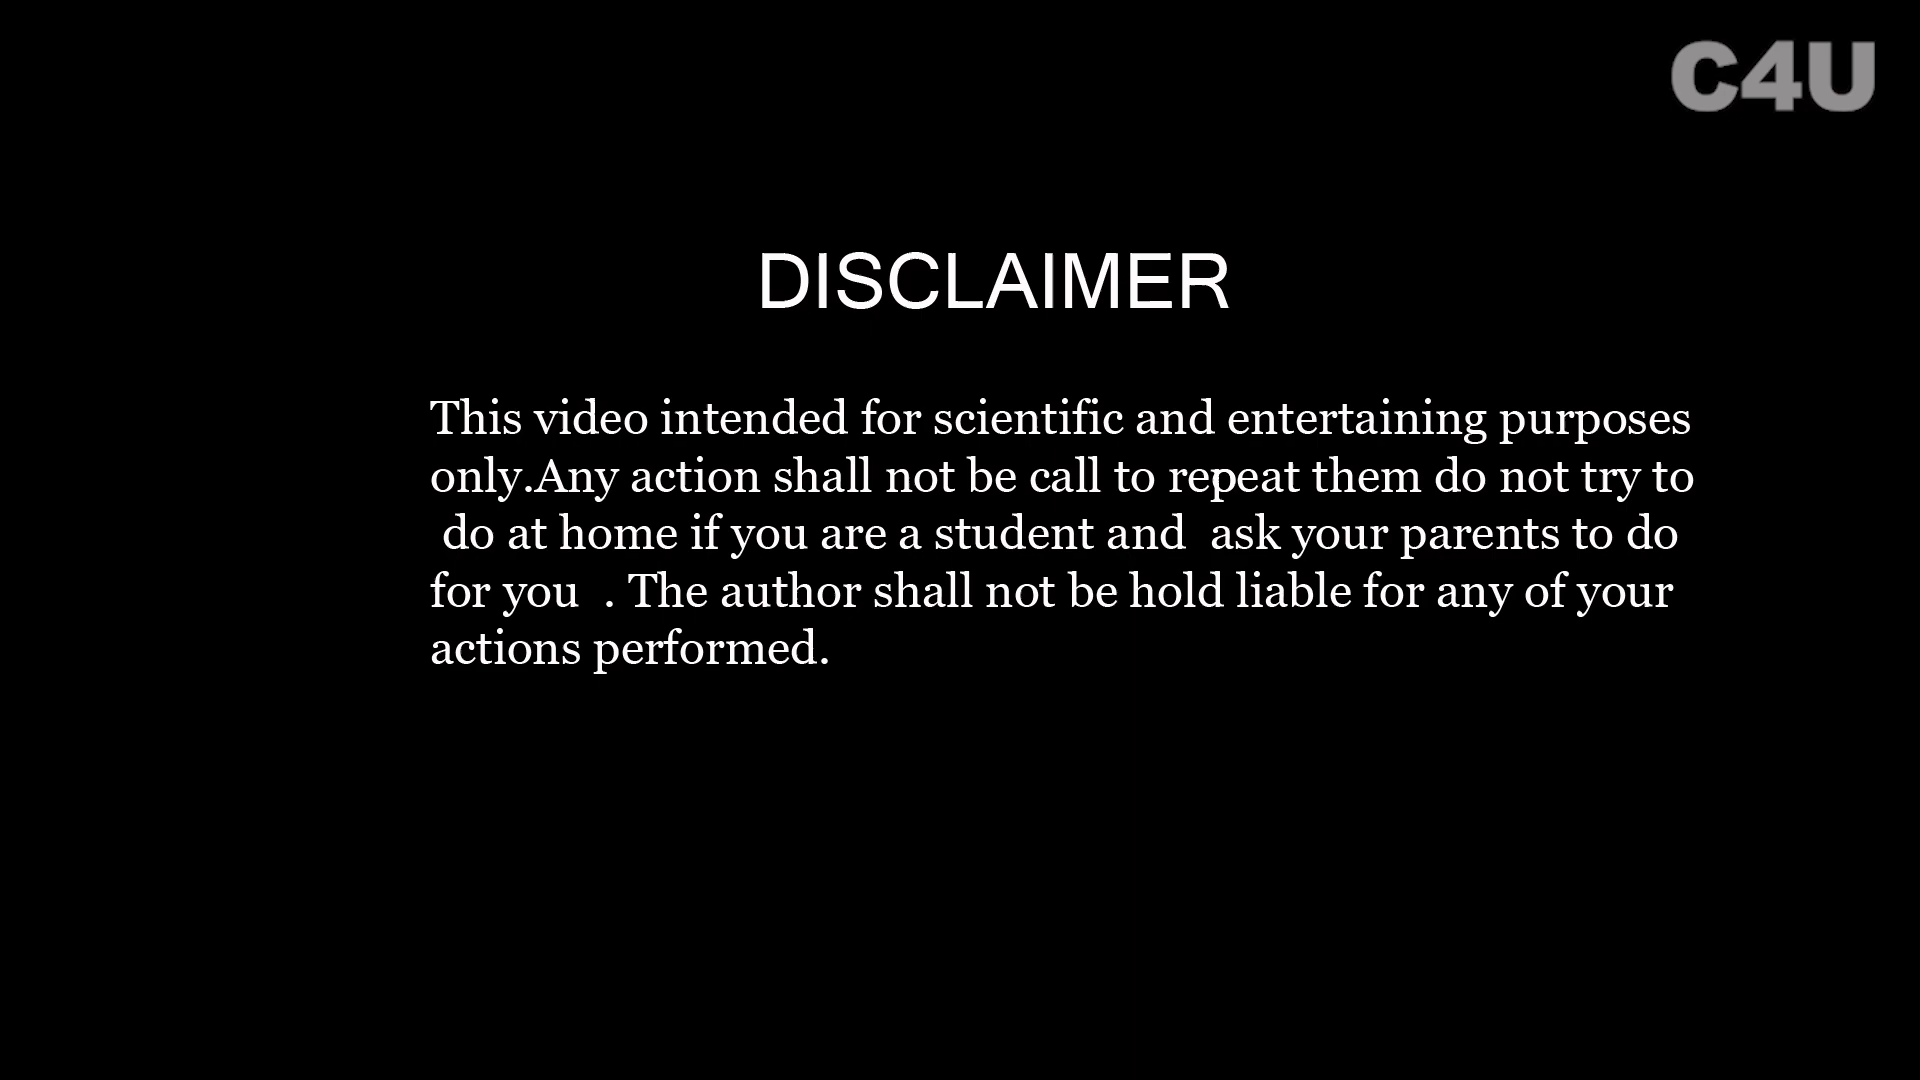 C4U
DISCLAIMER
This video intended for scientific and entertaining purposes
only.Any action shall not be call to repeat them do not try to
do at home if you are a student and  ask your parents to do
for you  . The author shall not be hold liable for any of your
actions performed.